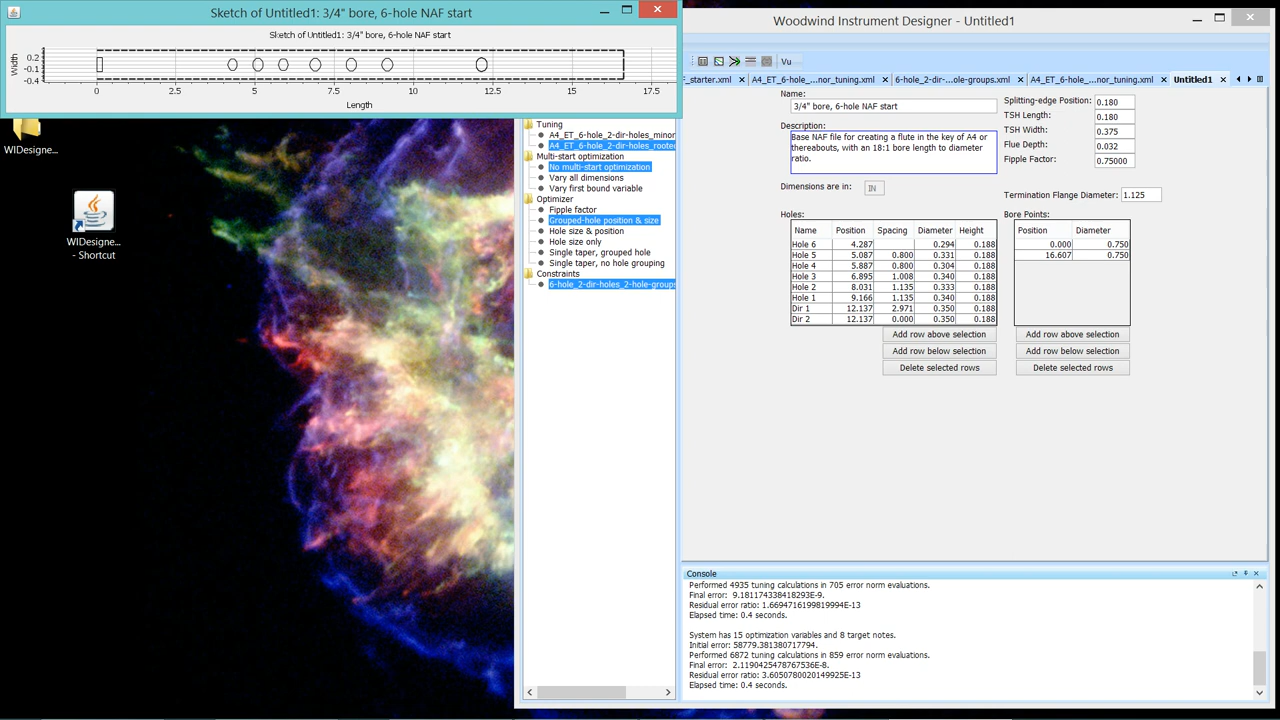 Sketch of Untitled1: 3/4" bore, 6-hole NAF start
Sketch of Untitled1: 3/4" bore, 6-hole NAF start
Width
0.2
-0.1
-0.4
0 2.5 5 7.5 10 12.5 15 17.5
Length
WIDesigne...
WIDesigne...
- Shortcut
Woodwind Instrument Designer - Untitled1
Vu
_starter.xml
A4_ET_6-hole_...nor_tuning.xml
6-hole_2-dir-...ole-groups.xml
A4_ET_6-hole_...nor_tuning.xml
Untitled1
Tuning
A4_ET_6-hole_2-dir-holes_minor
A4_ET_6-hole_2-dir-holes_roote
Multi-start optimization
No multi-start optimization
Vary all dimensions
Vary first bound variable
Optimizer
Fipple factor
Grouped-hole position & size
Hole size & position
Hole size only
Single taper, grouped hole
Single taper, no hole grouping
Constraints
6-hole_2-dir-holes_2-hole-groups
Name:
3/4" bore, 6-hole NAF start
Description:
Base NAF file for creating a flute in the key of A4 or
thereabouts, with an 18:1 bore length to diameter
ratio.
Dimensions are in: IN
Splitting-edge Position: 0.180
TSH Length: 0.180
TSH Width: 0.375
Flue Depth: 0.032
Fipple Factor: 0.75000
Termination Flange Diameter: 1.125
Holes:
Name Position Spacing Diameter Height
Hole 6 4.287 0.294 0.188
Hole 5 5.087 0.800 0.331 0.188
Hole 4 5.887 0.800 0.304 0.188
Hole 3 6.895 1.008 0.340 0.188
Hole 2 8.031 1.135 0.333 0.188
Hole 1 9.166 1.135 0.340 0.188
Dir 1 12.137 2.971 0.350 0.188
Dir 2 12.137 0.000 0.350 0.188
Add row above selection
Add row below selection
Delete selected rows
Bore Points:
Position Diameter
0.000 0.750
16.607 0.750
Add row above selection
Add row below selection
Delete selected rows
Console
Performed 4935 tuning calculations in 705 error norm evaluations.
Final error: 9.181174338418293E-9.
Residual error ratio: 1.6694716199819994E-13
Elapsed time: 0.4 seconds.
System has 15 optimization variables and 8 target notes.
Initial error: 58779.381380717794.
Performed 6872 tuning calculations in 859 error norm evaluations.
Final error: 2.1190425478767536E-8.
Residual error ratio: 3.6050780020149925E-13
Elapsed time: 0.4 seconds.